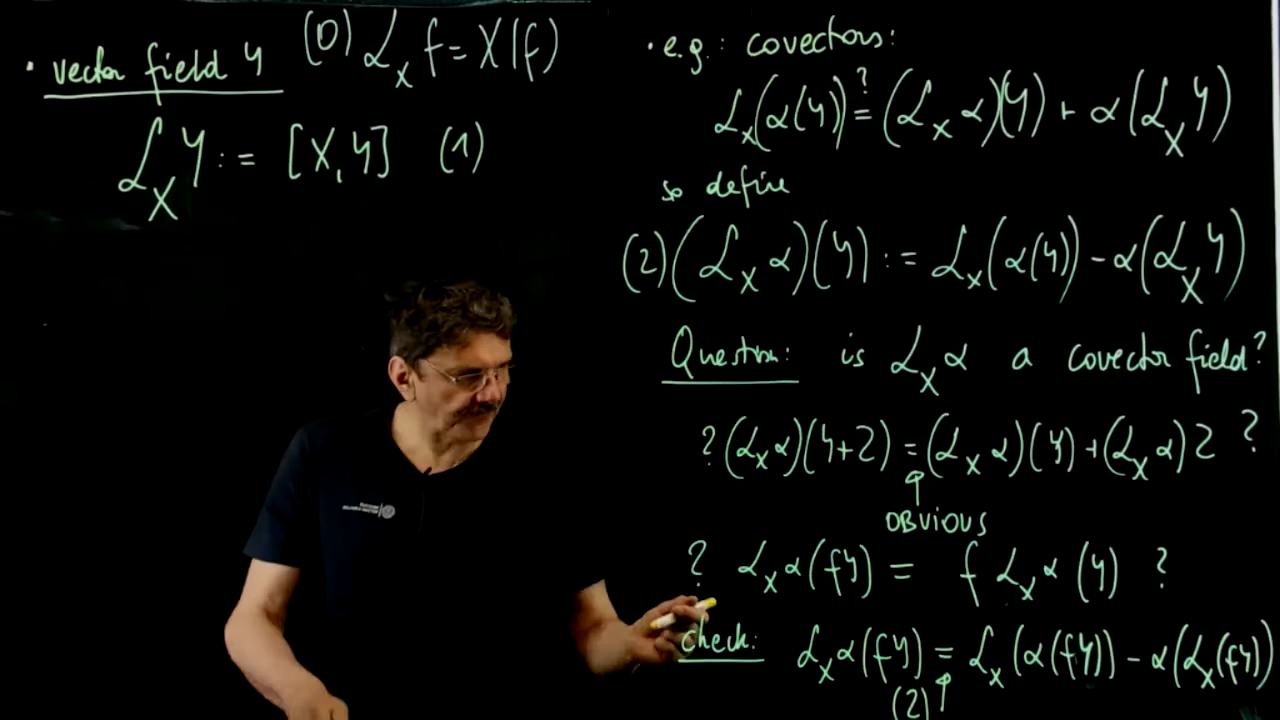 · vector field Y (0) ℒ_X f = X(f)
ℒ_X Y := [X,Y] (1)
· e.g.: covectors:
ℒ_X(α(Y)) ?= (ℒ_X α)(Y) + α(ℒ_X Y)
so define
(2) (ℒ_X α)(Y) := ℒ_X(α(Y)) - α(ℒ_X Y)
Question: is ℒ_X α a covector field?
? (ℒ_X α)(Y+Z) = (ℒ_X α)(Y) + (ℒ_X α) Z ?
↑
OBVIOUS
? ℒ_X α(fY) = f ℒ_X α (Y) ?
check: ℒ_X α(fY) = ℒ_X(α(fY)) - α(ℒ_X(fY))
(2) ↑